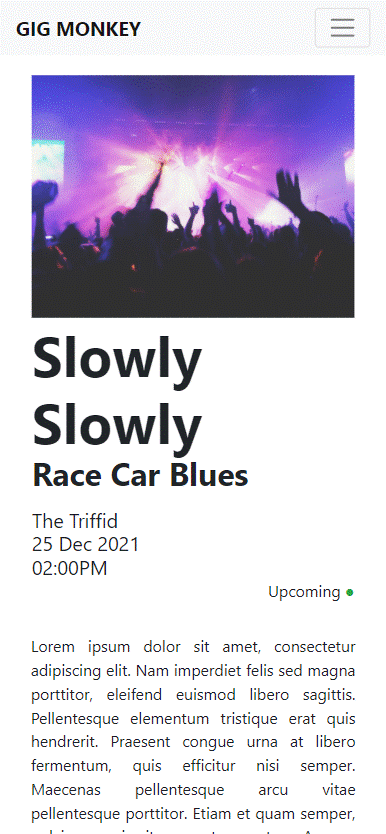 GIG MONKEY
Slowly
Slowly
Race Car Blues
The Triffid
25 Dec 2021
02:00PM
Upcoming
Lorem ipsum dolor sit amet, consectetur
adipiscing elit. Nam imperdiet felis sed magna
porttitor, eleifend euismod libero sagittis.
Pellentesque elementum tristique erat quis
hendrerit. Praesent congue urna at libero
fermentum, quis efficitur nisi semper.
Maecenas pellentesque arcu vitae
pellentesque porttitor. Etiam et quam semper,